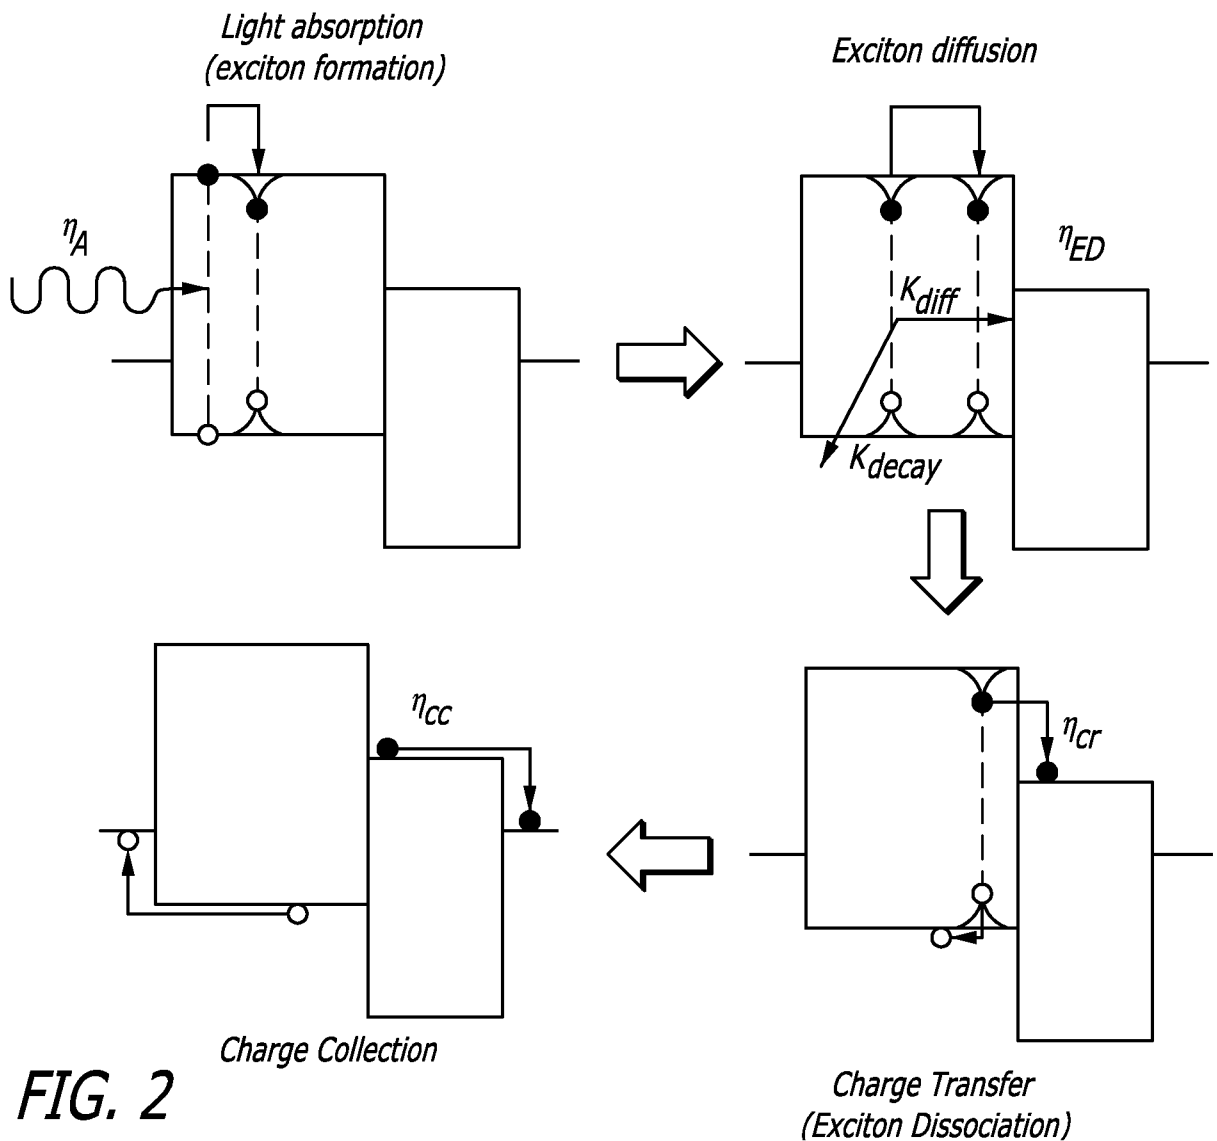 Light absorption
(exciton formation)
Exciton diffusion
ηA
ηED
Kdiff
Kdecay
ηcc
ηcr
Charge Collection
Charge Transfer
(Exciton Dissociation)
FIG. 2